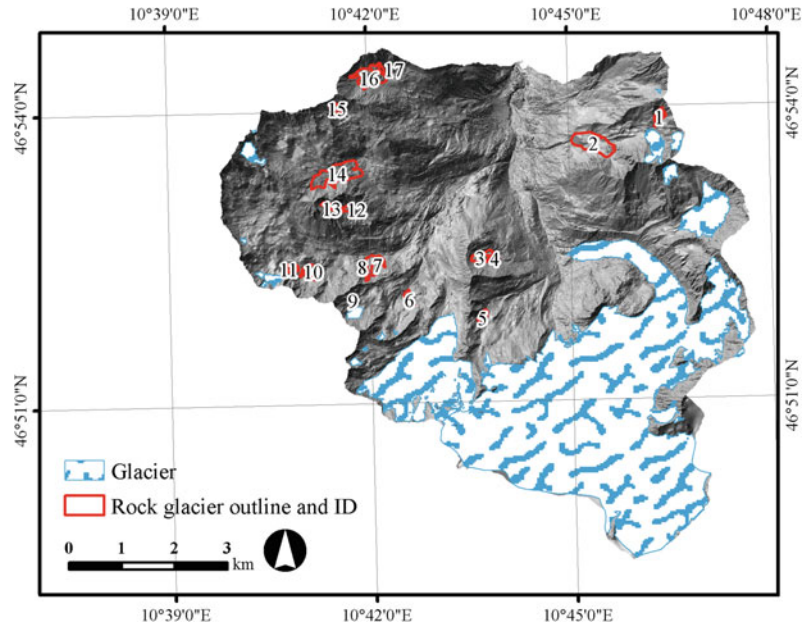 10°39'0"E 10°42'0"E 10°45'0"E 10°48'0"E
46°54'0"N 46°54'0"N
17
16
15
1
2
14
13 12
3 4
8 7
11 10
6
9
5
46°51'0"N 46°51'0"N
Glacier
Rock glacier outline and ID
0 1 2 3
km
10°39'0"E 10°42'0"E 10°45'0"E